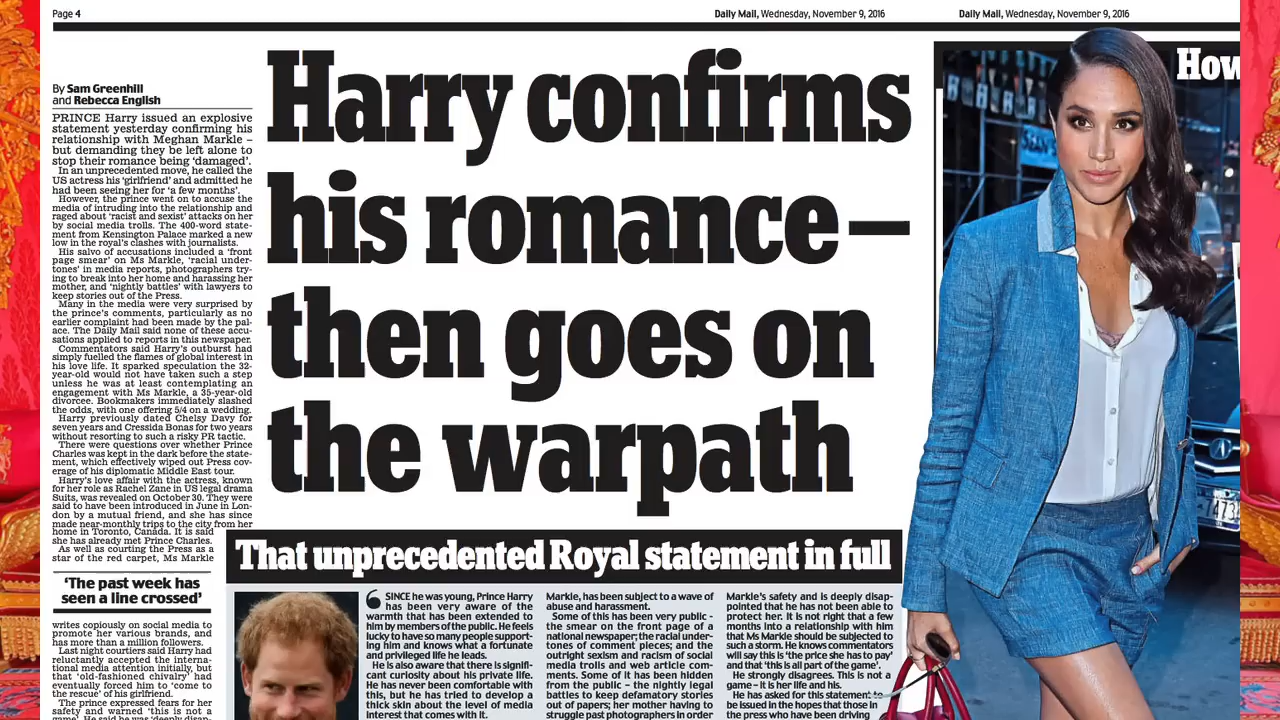 Page 4
Daily Mail, Wednesday, November 9, 2016
Daily Mail, Wednesday, November 9, 2016
By Sam Greenhill
and Rebecca English
PRINCE Harry issued an explosive
statement yesterday confirming his
relationship with Meghan Markle –
but demanding they be left alone to
stop their romance being ‘damaged’.
In an unprecedented move, he called the
US actress his ‘girlfriend’ and admitted he
had been seeing her for ‘a few months’.
However, the prince went on to accuse the
media of intruding into the relationship and
raged about ‘racist and sexist’ attacks on her
by social media trolls. The 400-word state-
ment from Kensington Palace marked a new
low in the royal’s clashes with journalists.
His salvo of accusations included a ‘front
page smear’ on Ms Markle, ‘racial under-
tones’ in media reports, photographers try-
ing to break into her home and harassing her
mother, and ‘nightly battles’ with lawyers to
keep stories out of the Press.
Many in the media were very surprised by
the prince’s comments, particularly as no
earlier complaint had been made by the pal-
ace. The Daily Mail said none of these accu-
sations applied to reports in this newspaper.
Commentators said Harry’s outburst had
simply fuelled the flames of global interest in
his love life. It sparked speculation the 32-
year-old would not have taken such a step
unless he was at least contemplating an
engagement with Ms Markle, a 35-year-old
divorcee. Bookmakers immediately slashed
the odds, with one offering 5/4 on a wedding.
Harry previously dated Chelsy Davy for
seven years and Cressida Bonas for two years
without resorting to such a risky PR tactic.
There were questions over whether Prince
Charles was kept in the dark before the state-
ment, which effectively wiped out Press cov-
erage of his diplomatic Middle East tour.
Harry’s love affair with the actress, known
for her role as Rachel Zane in US legal drama
Suits, was revealed on October 30. They were
said to have been introduced in June in Lon-
don by a mutual friend, and she has since
made near-monthly trips to the city from her
home in Toronto, Canada. It is said
she has already met Prince Charles.
As well as courting the Press as a
star of the red carpet, Ms Markle
‘The past week has
seen a line crossed’
writes copiously on social media to
promote her various brands, and
has more than a million followers.
Last night courtiers said Harry had
reluctantly accepted the interna-
tional media attention initially, but
that ‘old-fashioned chivalry’ had
eventually forced him to ‘come to
the rescue’ of his girlfriend.
The prince expressed fears for her
safety and warned ‘this is not a
game’. He said he was ‘deeply disap-
Harry confirms
his romance –
then goes on
the warpath
How
That unprecedented Royal statement in full
‘SINCE he was young, Prince Harry
has been very aware of the
warmth that has been extended to
him by members of the public. He feels
lucky to have so many people support-
ing him and knows what a fortunate
and privileged life he leads.
He is also aware that there is signifi-
cant curiosity about his private life.
He has never been comfortable with
this, but he has tried to develop a
thick skin about the level of media
interest that comes with it.
Markle, has been subject to a wave of
abuse and harassment.
Some of this has been very public -
the smear on the front page of a
national newspaper; the racial under-
tones of comment pieces; and the
outright sexism and racism of social
media trolls and web article com-
ments. Some of it has been hidden
from the public – the nightly legal
battles to keep defamatory stories
out of papers; her mother having to
struggle past photographers in order
Markle’s safety and is deeply disap-
pointed that he has not been able to
protect her. It is not right that a few
months into a relationship with him
that Ms Markle should be subjected to
such a storm. He knows commentators
will say this is ‘the price she has to pay’
and that ‘this is all part of the game’.
He strongly disagrees. This is not a
game – it is her life and his.
He has asked for this statement to
be issued in the hopes that those in
the press who have been driving